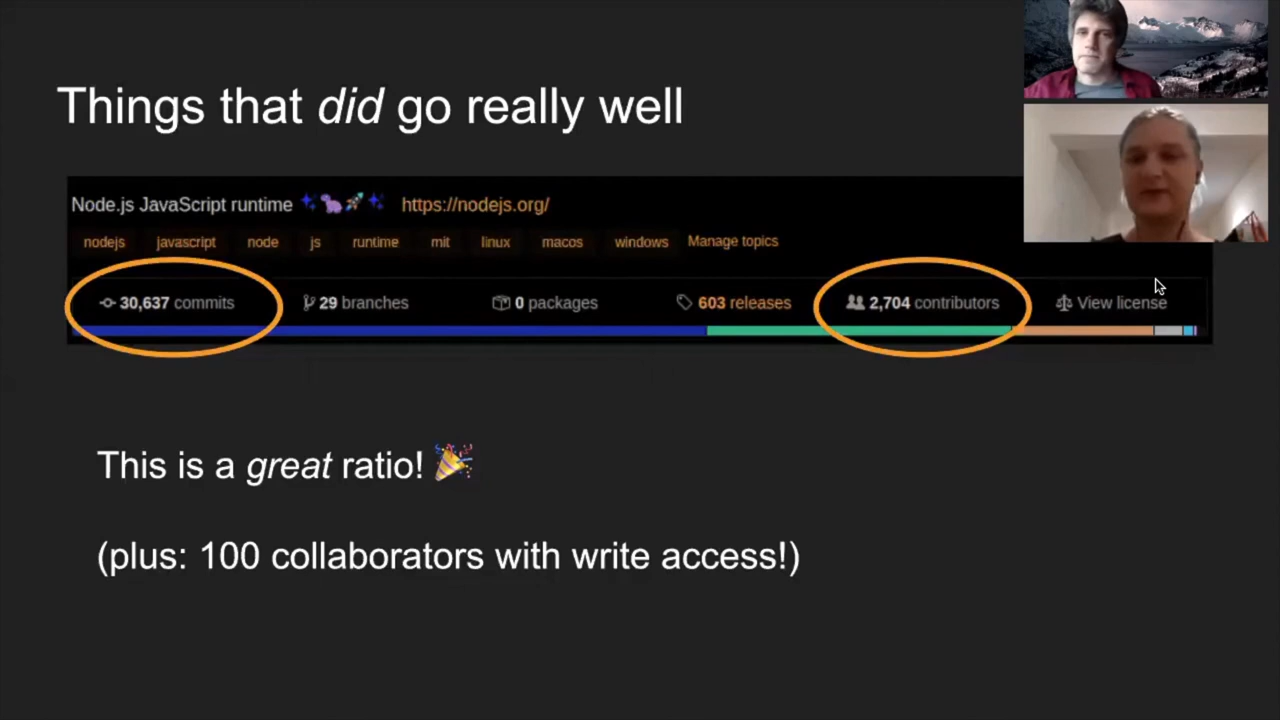 Things that did go really well
Node.js JavaScript runtime ✨🐢🚀✨ https://nodejs.org/
nodejs javascript node js runtime mit linux macos windows Manage topics
30,637 commits 29 branches 0 packages 603 releases 2,704 contributors View license
This is a great ratio! 🎉
(plus: 100 collaborators with write access!)